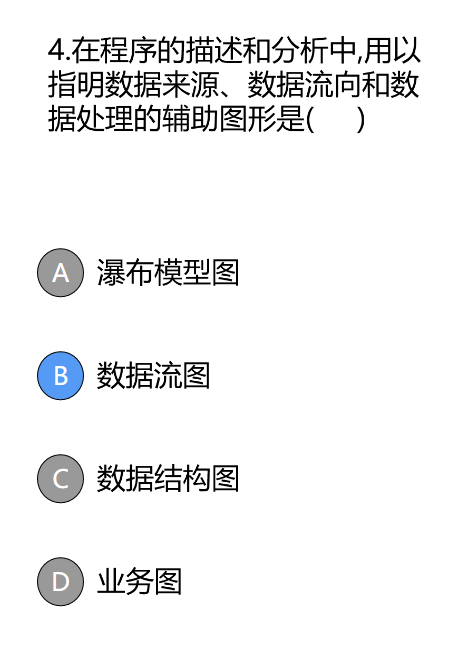 4.在程序的描述和分析中,用以
指明数据来源、数据流向和数
据处理的辅助图形是(    )
A 瀑布模型图
B 数据流图
C 数据结构图
D 业务图